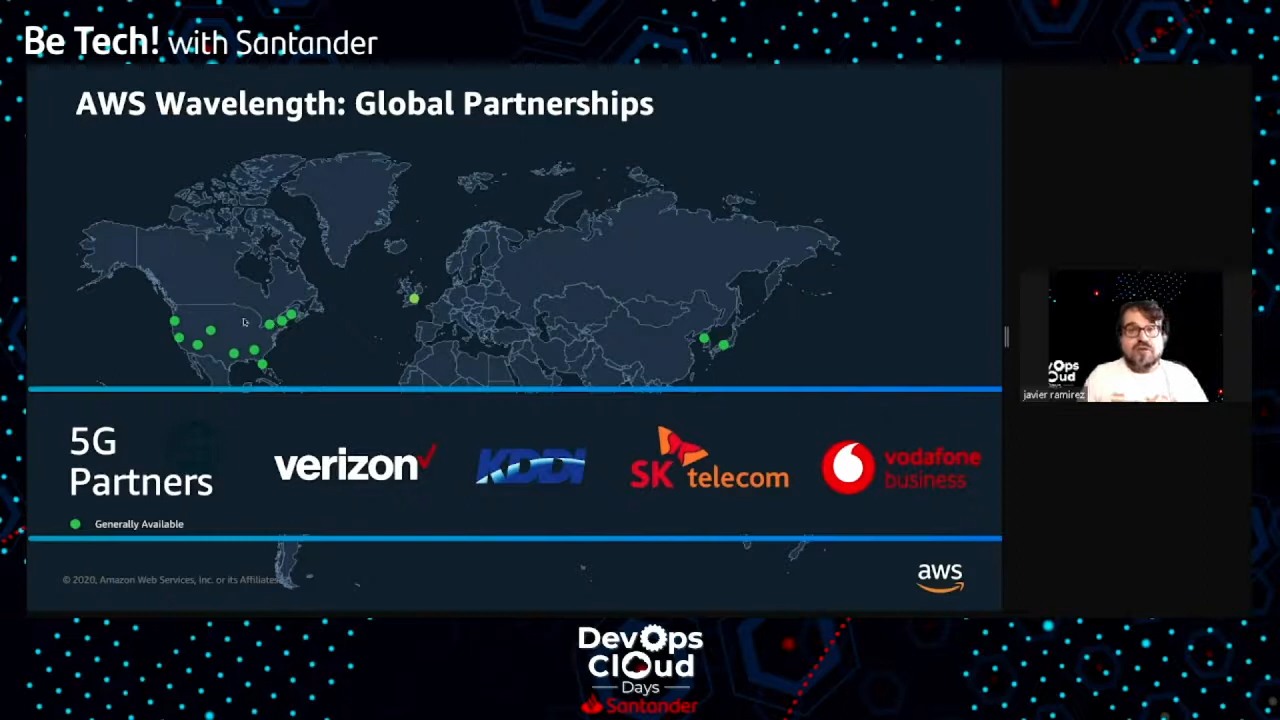 Be Tech! with Santander
AWS Wavelength: Global Partnerships
5G
Partners
verizon
KDDI
SK telecom
vodafone
business
Generally Available
© 2020, Amazon Web Services, Inc. or its Affiliates
aws
javier ramirez
DevOps
Cloud
Days
Santander